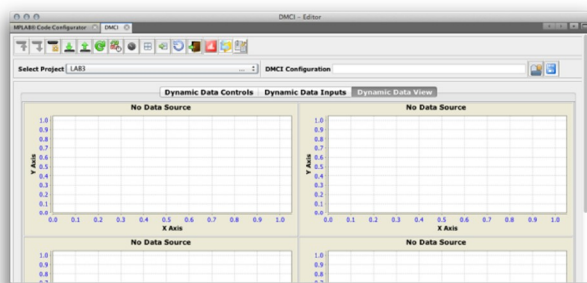 DMCI - Editor
MPLAB® Code Configurator
DMCI
Select Project
LAB3
...
DMCI Configuration
Dynamic Data Controls
Dynamic Data Inputs
Dynamic Data View
No Data Source
1.0
0.9
0.8
0.7
0.6
0.5
0.4
0.3
0.2
0.1
0.0
Y Axis
0.0 0.1 0.2 0.3 0.4 0.5 0.6 0.7 0.8 0.9 1.0
X Axis
No Data Source
1.0
0.9
0.8
0.7
0.6
0.5
0.4
0.3
0.2
0.1
0.0
Y Axis
0.0 0.1 0.2 0.3 0.4 0.5 0.6 0.7 0.8 0.9 1.0
X Axis
No Data Source
1.0
0.9
0.8
No Data Source
1.0
0.9
0.8